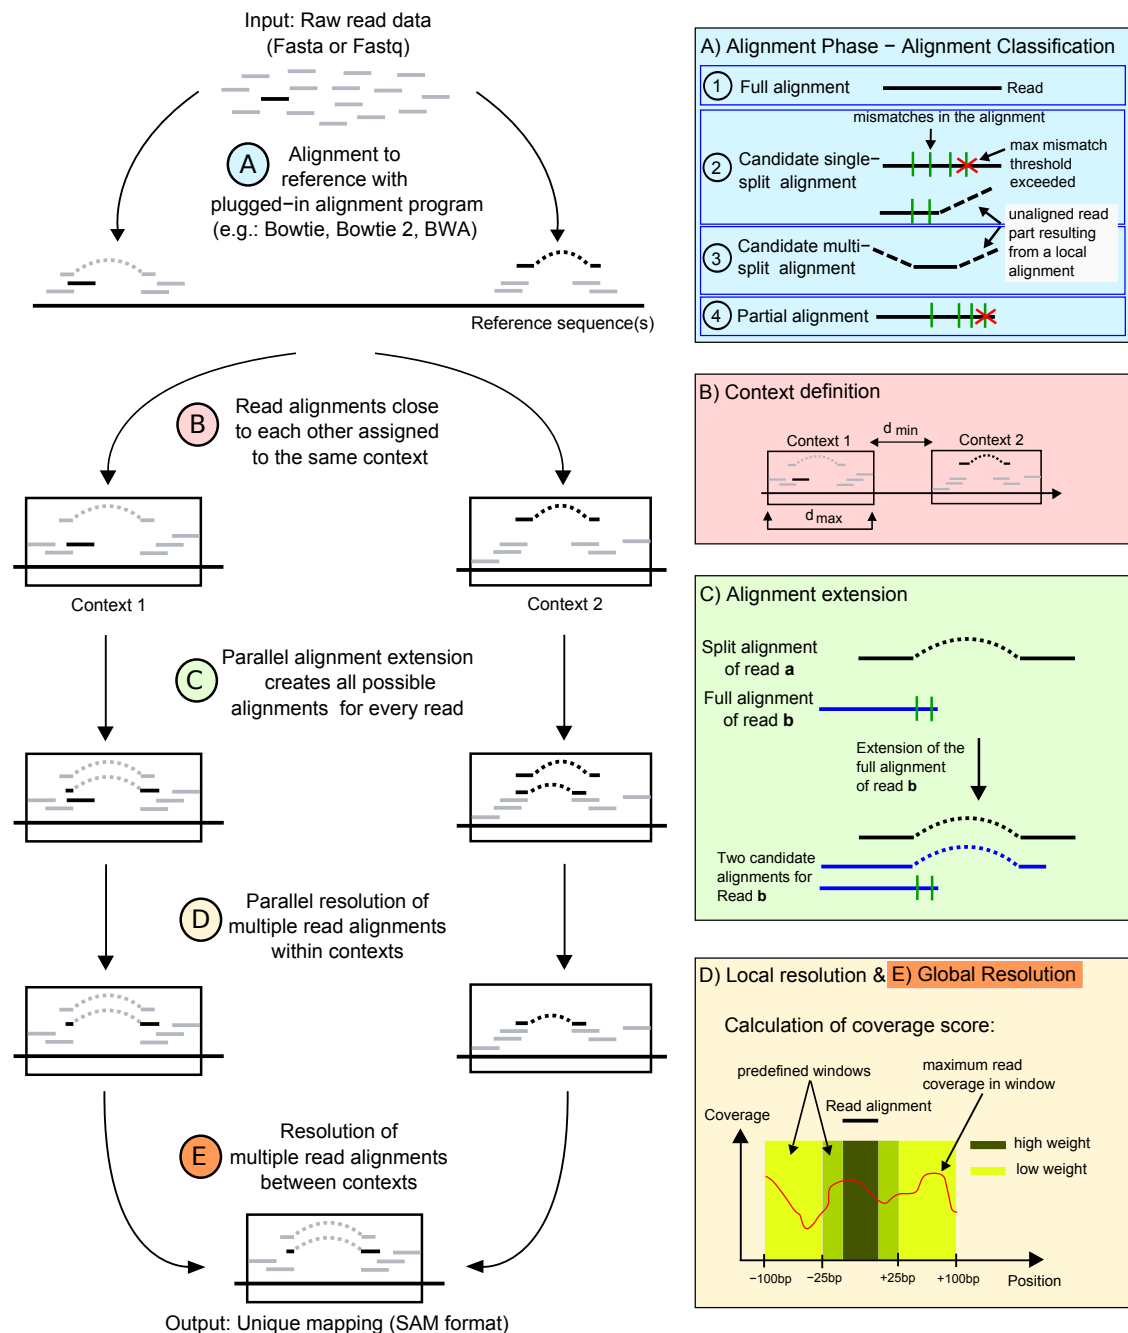 Input: Raw read data
(Fasta or Fastq)
A
Alignment to
reference with
plugged−in alignment program
(e.g.: Bowtie, Bowtie 2, BWA)
Reference sequence(s)
B
Read alignments close
to each other assigned
to the same context
Context 1
Context 2
C
Parallel alignment extension
creates all possible
alignments for every read
D
Parallel resolution of
multiple read alignments
within contexts
E
Resolution of
multiple read alignments
between contexts
Output: Unique mapping (SAM format)
A) Alignment Phase − Alignment Classification
1 Full alignment
Read
mismatches in the alignment
2 Candidate single−
split alignment
max mismatch
threshold
exceeded
unaligned read
part resulting
from a local
alignment
3 Candidate multi−
split alignment
4 Partial alignment
B) Context definition
Context 1
d min
Context 2
d max
C) Alignment extension
Split alignment
of read a
Full alignment
of read b
Extension of the
full alignment
of read b
Two candidate
alignments for
Read b
D) Local resolution & E) Global Resolution
Calculation of coverage score:
predefined windows
maximum read
coverage in window
Coverage
Read alignment
high weight
low weight
−100bp
−25bp
+25bp
+100bp
Position